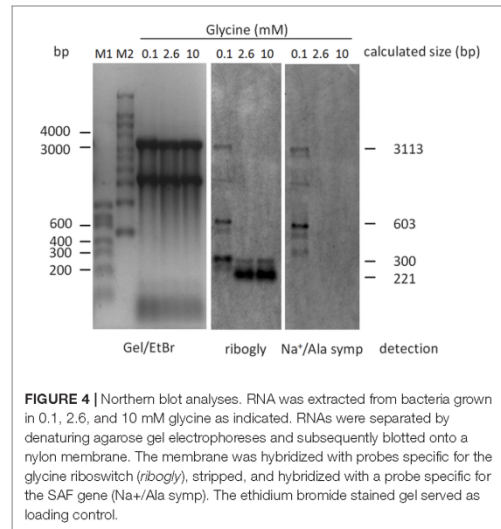 Glycine (mM)
bp M1 M2 0.1 2.6 10 0.1 2.6 10 0.1 2.6 10 calculated size (bp)
4000
3000
3113
600
603
400
300
300
200
221
Gel/EtBr ribogly Na⁺/Ala symp detection
FIGURE 4 | Northern blot analyses. RNA was extracted from bacteria grown
in 0.1, 2.6, and 10 mM glycine as indicated. RNAs were separated by
denaturing agarose gel electrophoreses and subsequently blotted onto a
nylon membrane. The membrane was hybridized with probes specific for the
glycine riboswitch (ribogly), stripped, and hybridized with a probe specific for
the SAF gene (Na+/Ala symp). The ethidium bromide stained gel served as
loading control.